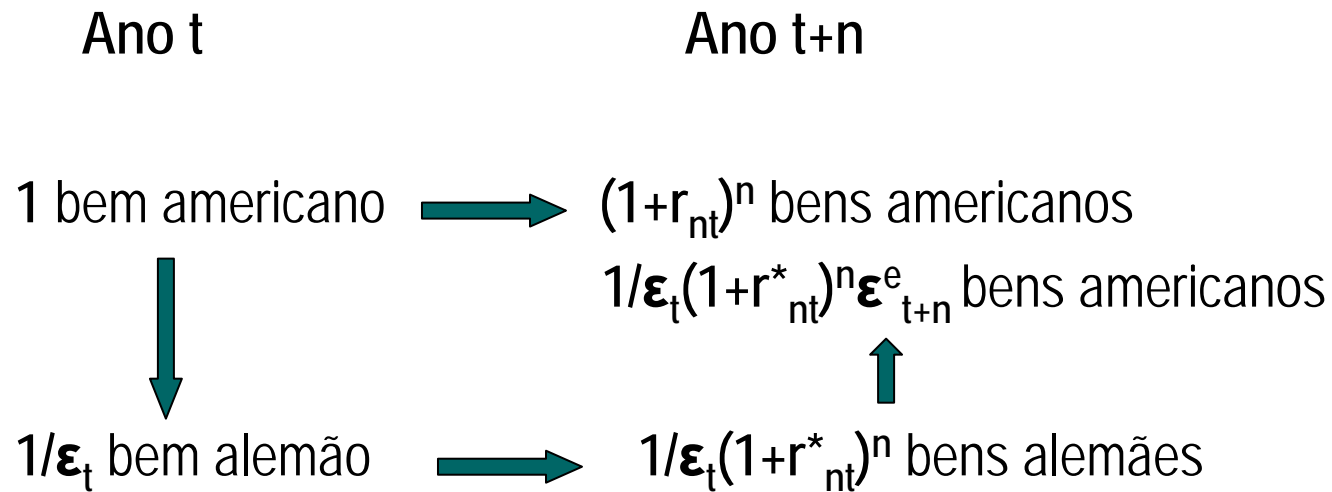 Ano t Ano t+n
1 bem americano (1+rₙₜ)ⁿ bens americanos
1/εₜ(1+r*ₙₜ)ⁿεᵉₜ₊ₙ bens americanos
1/εₜ bem alemão 1/εₜ(1+r*ₙₜ)ⁿ bens alemães